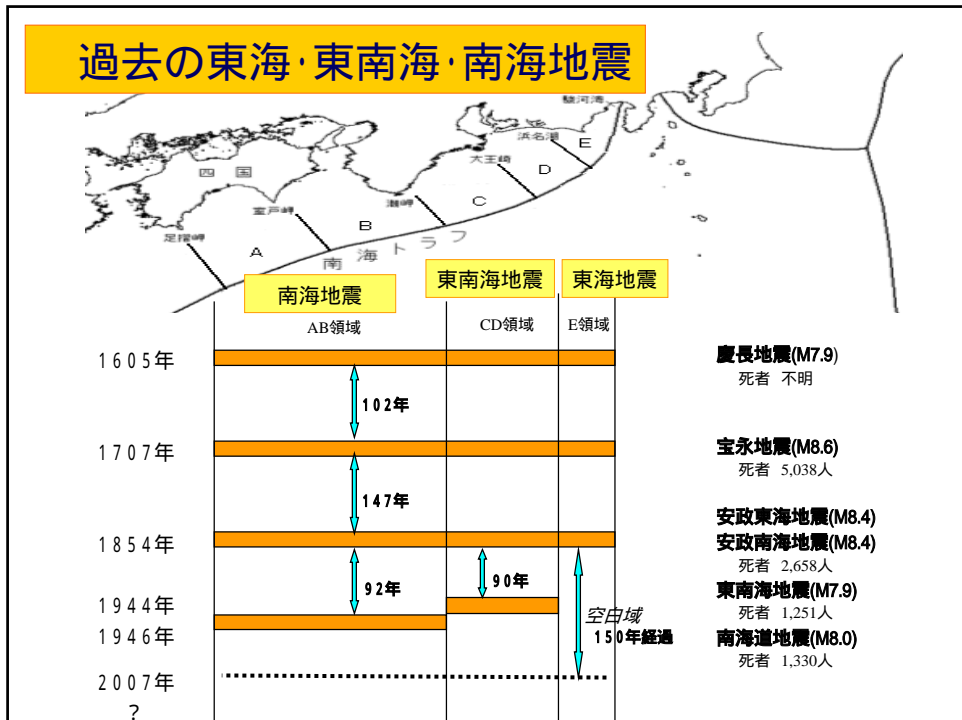 過去の東海・東南海・南海地震
駿河湾
浜名湖
E
大王崎
D
四国
C
潮岬
室戸岬
B
足摺岬
A
南海トラフ
南海地震
東南海地震
東海地震
AB領域
CD領域
E領域
1605年
慶長地震(M7.9)
死者 不明
102年
1707年
宝永地震(M8.6)
死者 5,038人
147年
安政東海地震(M8.4)
1854年
安政南海地震(M8.4)
死者 2,658人
92年
90年
東南海地震(M7.9)
1944年
死者 1,251人
空白域
150年経過
1946年
南海道地震(M8.0)
死者 1,330人
2007年
?